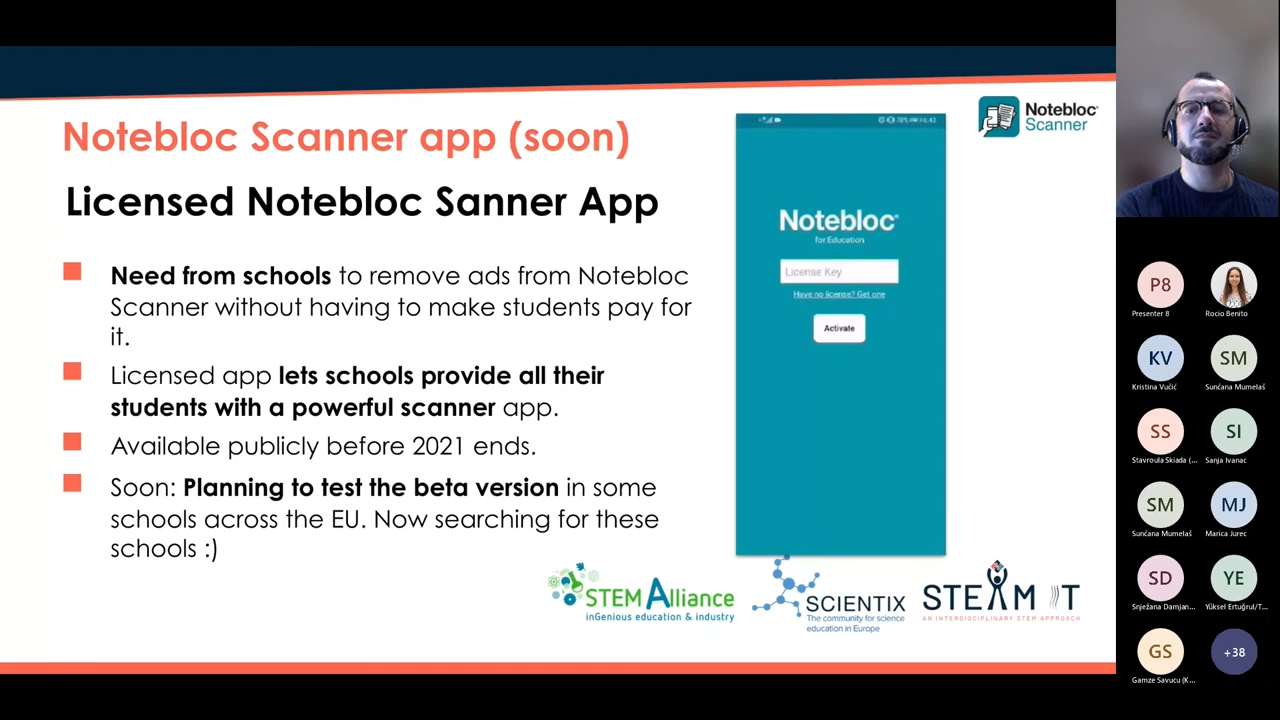 Notebloc Scanner app (soon)
Licensed Notebloc Sanner App
Need from schools to remove ads from Notebloc
Scanner without having to make students pay for
it.
Licensed app lets schools provide all their
students with a powerful scanner app.
Available publicly before 2021 ends.
Soon: Planning to test the beta version in some
schools across the EU. Now searching for these
schools :)
78% 6.43
Notebloc®
for Education
License Key
Have no license? Get one
Activate
Notebloc®
Scanner
STEM Alliance
inGenious education & industry
SCIENTIX
The community for science
education in Europe
STEAM IT
AN INTERDISCIPLINARY STEM APPROACH
P8
Presenter 8
Rocio Benito
KV
Kristina Vučić
SM
Sunčana Mumelaš
SS
Stavroula Skiada (...
SI
Sanja Ivanac
SM
Sunčana Mumelaš
MJ
Marica Jurec
SD
Snježana Damjan...
YE
Yüksel Ertuğrul/T...
GS
Gamze Savucu (K...
+38